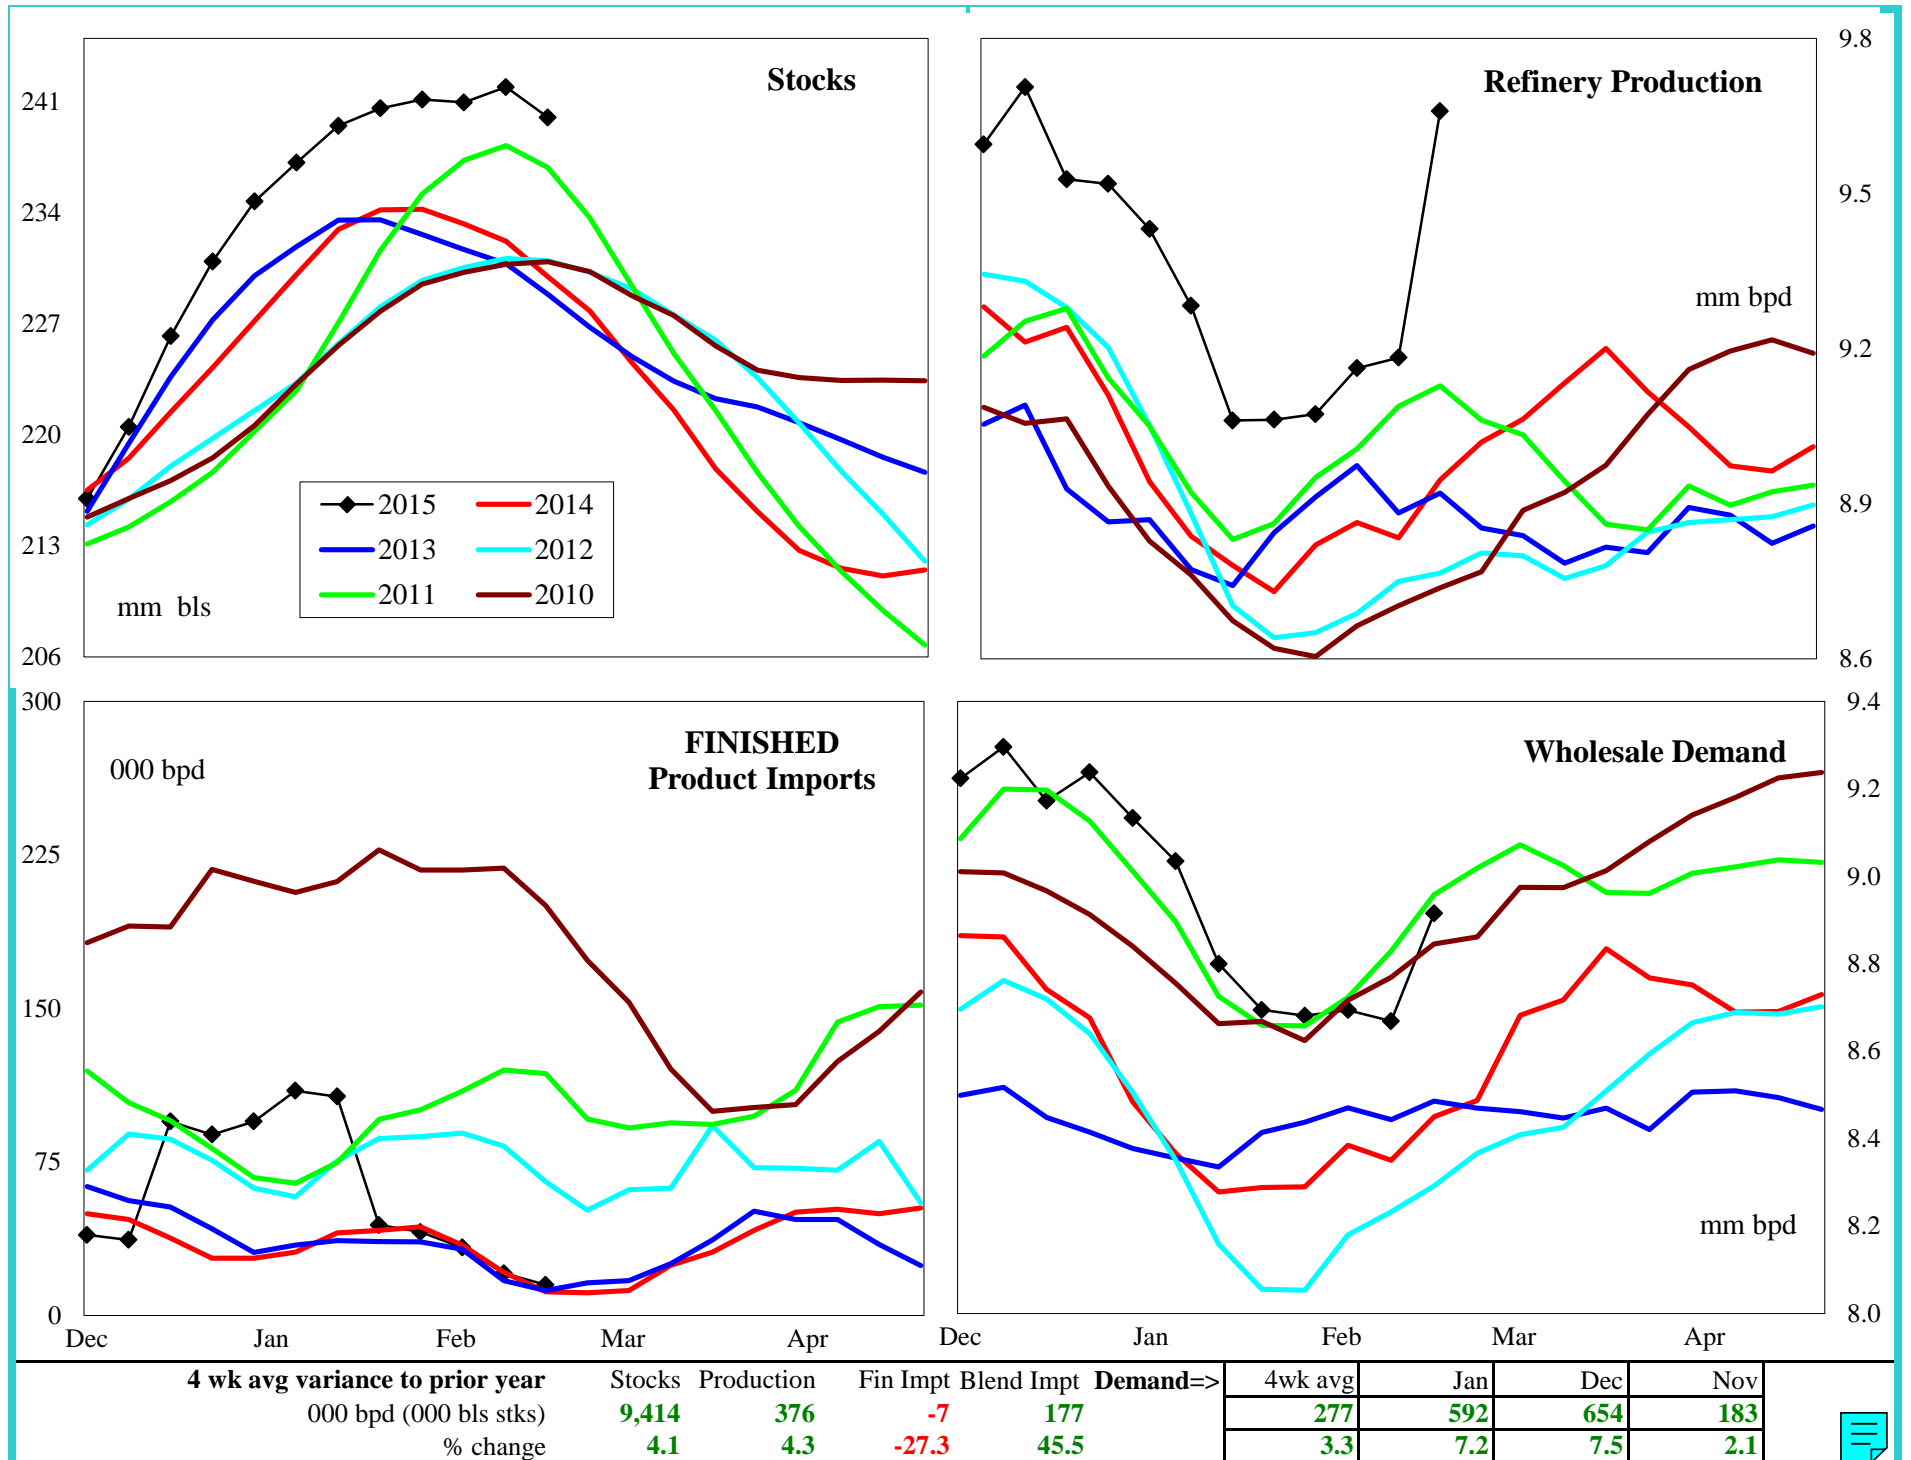 Stocks
241
234
227
220
213
206
mm bls
2015 2014
2013 2012
2011 2010
Refinery Production
mm bpd
9.8
9.5
9.2
8.9
8.6
FINISHED
Product Imports
000 bpd
300
225
150
75
0
Dec Jan Feb Mar Apr
Wholesale Demand
mm bpd
9.4
9.2
9.0
8.8
8.6
8.4
8.2
8.0
Dec Jan Feb Mar Apr
4 wk avg variance to prior year Stocks Production Fin Impt Blend Impt Demand=> 4wk avg Jan Dec Nov
000 bpd (000 bls stks) 9,414 376 -7 177 277 592 654 183
% change 4.1 4.3 -27.3 45.5 3.3 7.2 7.5 2.1